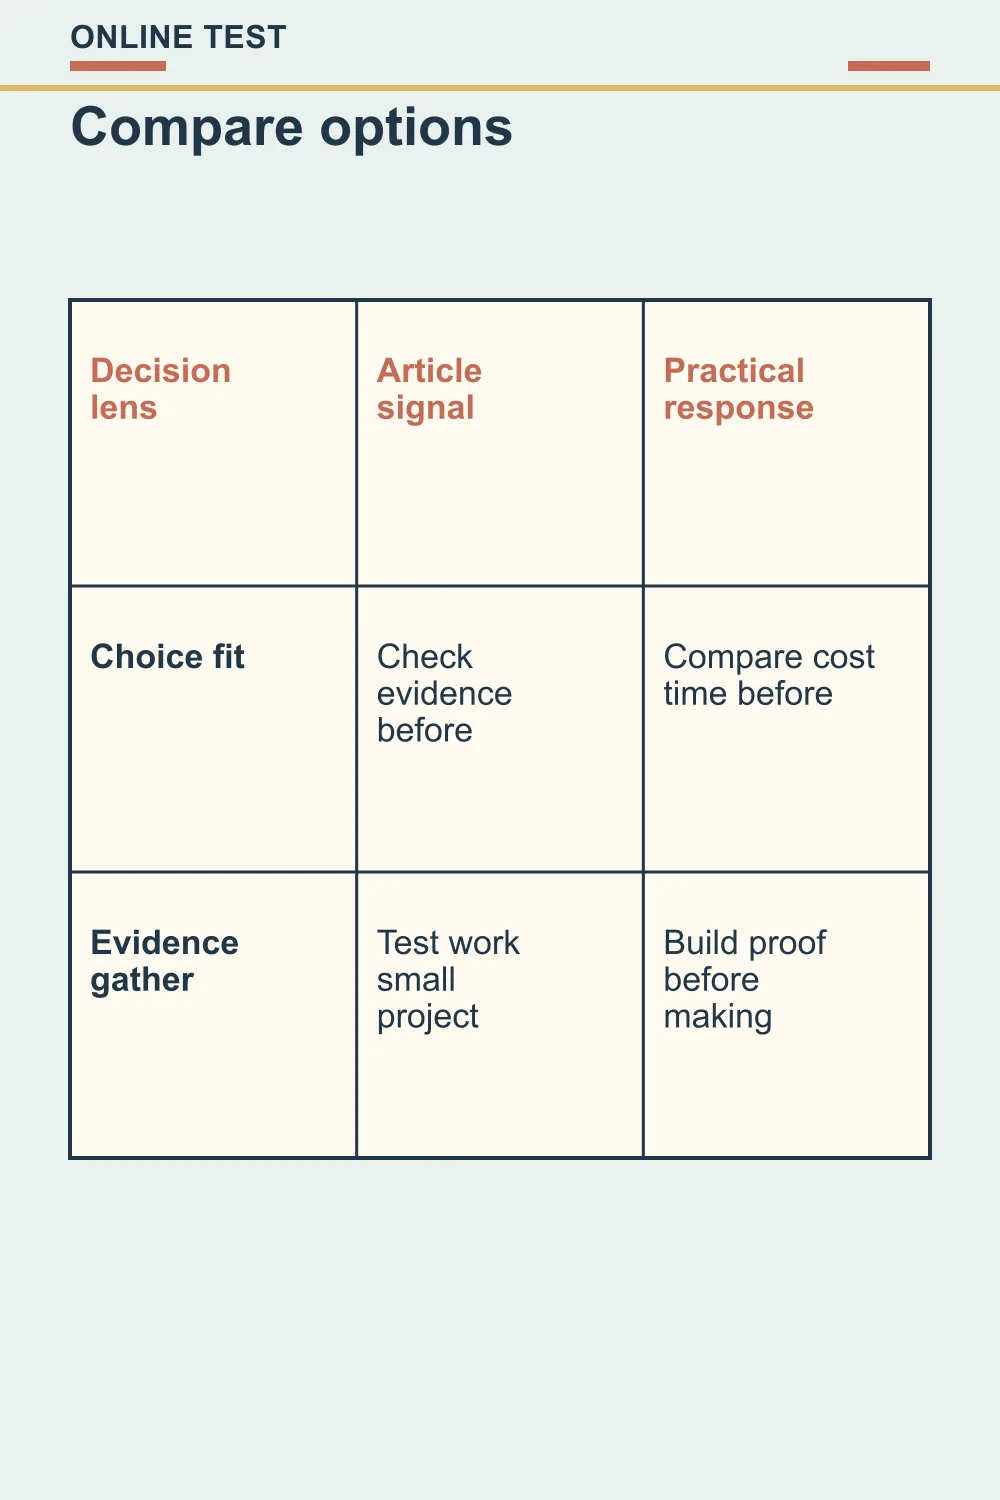 ONLINE TEST
Compare options
Decision
lens
Article
signal
Practical
response
Choice fit
Check
evidence
before
Compare cost
time before
Evidence
gather
Test work
small
project
Build proof
before
making